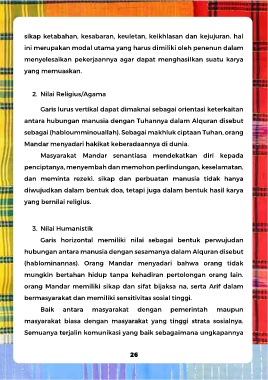 sikap ketabahan, kesabaran, keuletan, keikhlasan dan kejujuran. hal
ini merupakan modal utama yang harus dimiliki oleh penenun dalam
menyelesaikan pekerjaannya agar dapat menghasilkan suatu karya
yang memuaskan.
2. Nilai Religius/Agama
Garis lurus vertikal dapat dimaknai sebagai orientasi keterkaitan
antara hubungan manusia dengan Tuhannya dalam Alquran disebut
sebagai (habloumminouallah). Sebagai makhluk ciptaan Tuhan, orang
Mandar menyadari hakikat keberadaannya di dunia.
Masyarakat Mandar senantiasa mendekatkan diri kepada
penciptanya, menyembah dan memohon perlindungan, keselamatan,
dan meminta rezeki. sikap dan perbuatan manusia tidak hanya
diwujudkan dalam bentuk doa, tetapi juga dalam bentuk hasil karya
yang bernilai religius.
3. Nilai Humanistik
Garis horizontal memiliki nilai sebagai bentuk perwujudan
hubungan antara manusia dengan sesamanya dalam Alquran disebut
(hablominannas). Orang Mandar menyadari bahwa orang tidak
mungkin bertahan hidup tanpa kehadiran pertolongan orang lain.
orang Mandar memiliki sikap dan sifat bijaksa na, serta Arif dalam
bermasyarakat dan memiliki sensitivitas sosial tinggi.
Baik antara masyarakat dengan pemerintah maupun
masyarakat biasa dengan masyarakat yang tinggi strata sosialnya.
Semuanya terjalin komunikasi yang baik sebagaimana ungkapannya
26